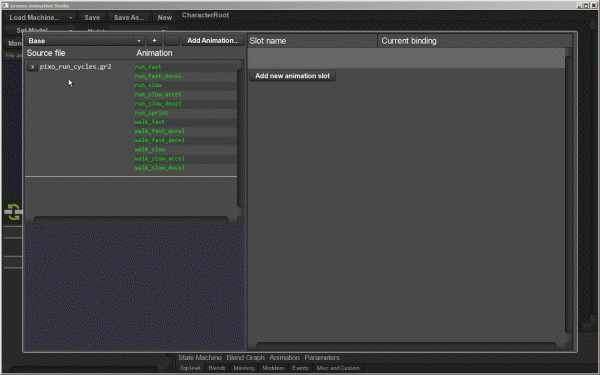 Granny Animation Studio
Load Machine... Save Save As... New CharacterRoot
Set Model
Base + Add Animation... Slot name Current binding
Source file Animation
x pixo_run_cycles.gr2 run_fast
run_fast_decel
run_slow
run_slow_accel
run_slow_decel
run_sprint
walk_fast
walk_fast_accel
walk_fast_decel
walk_slow
walk_slow_accel
walk_slow_decel
Add new animation slot
State Machine Blend Graph Animation Parameters
Top level Blends Masking Modifiers Events Misc and Custom